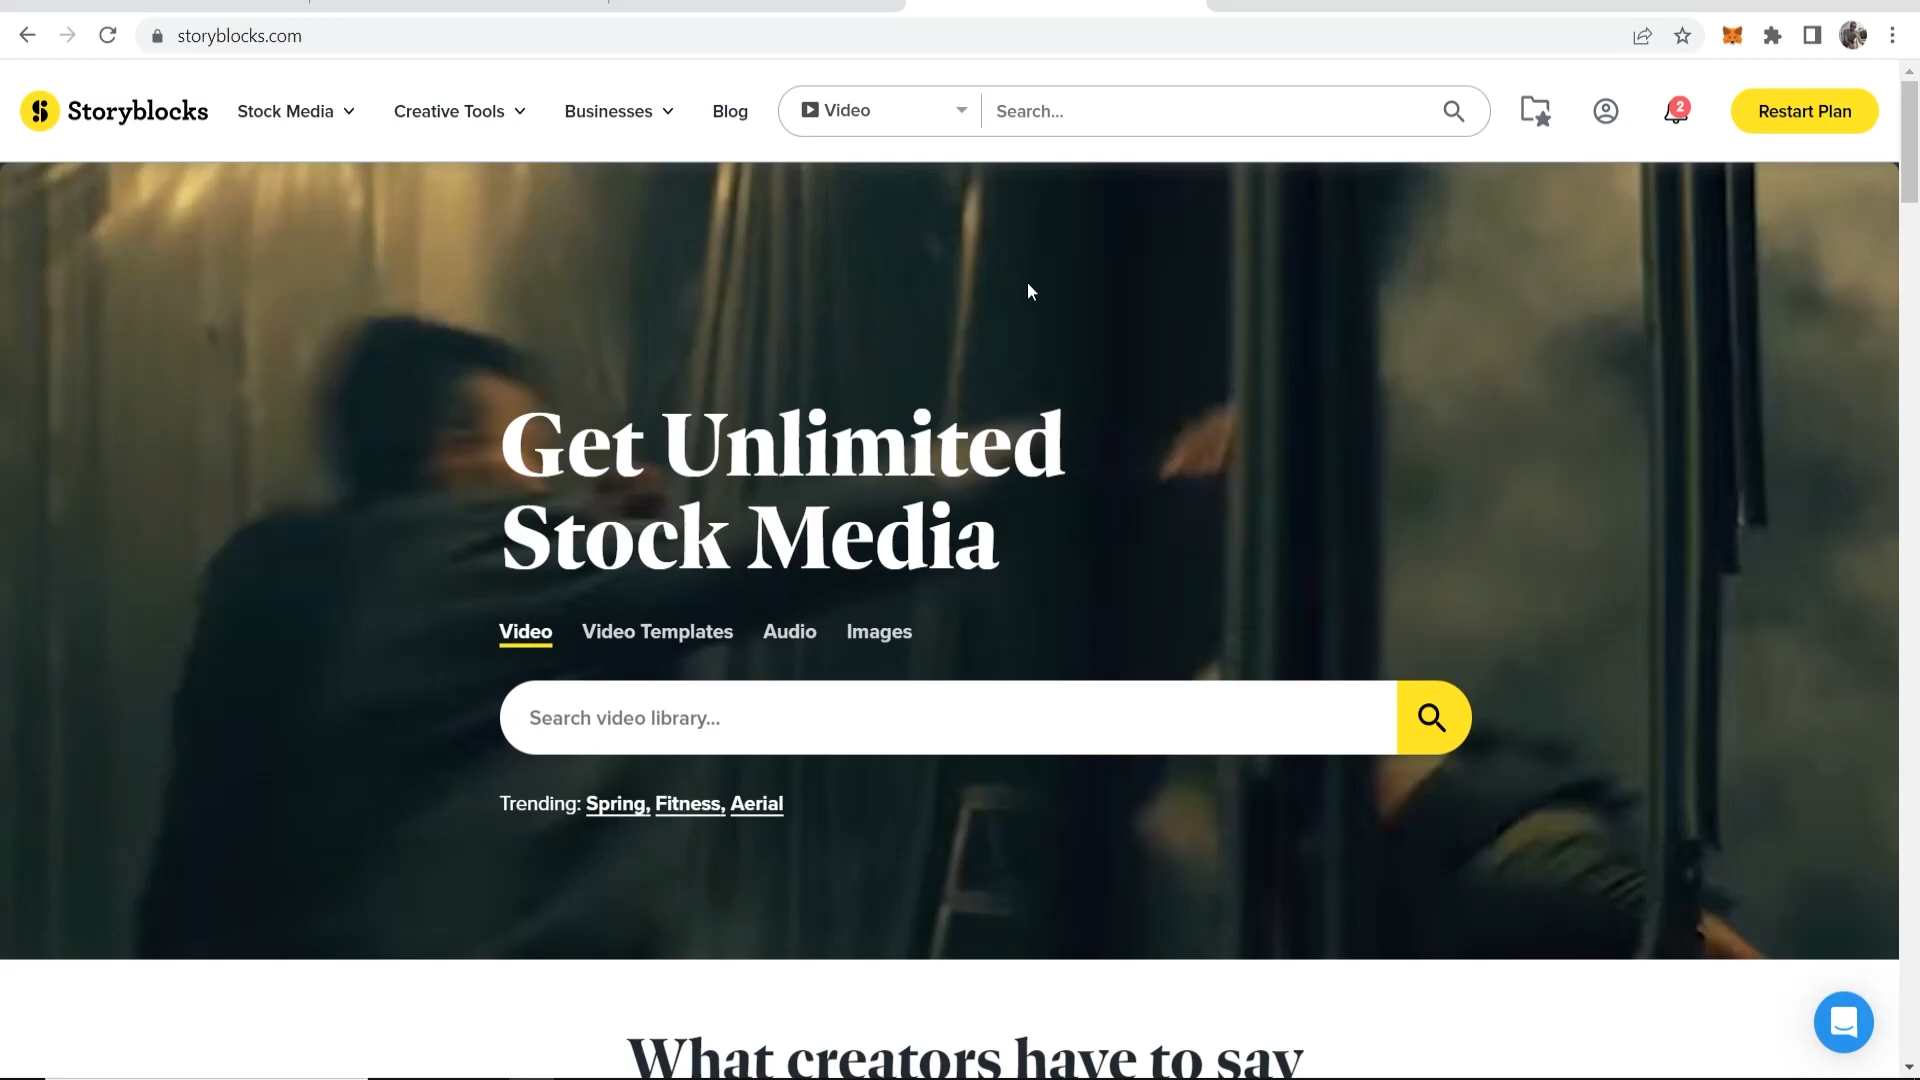 storyblocks.com
Storyblocks
Stock Media
Creative Tools
Businesses
Blog
Video
Search...
2
Restart Plan
Get Unlimited
Stock Media
Video
Video Templates
Audio
Images
Search video library...
Trending: Spring, Fitness, Aerial
What creators have to say